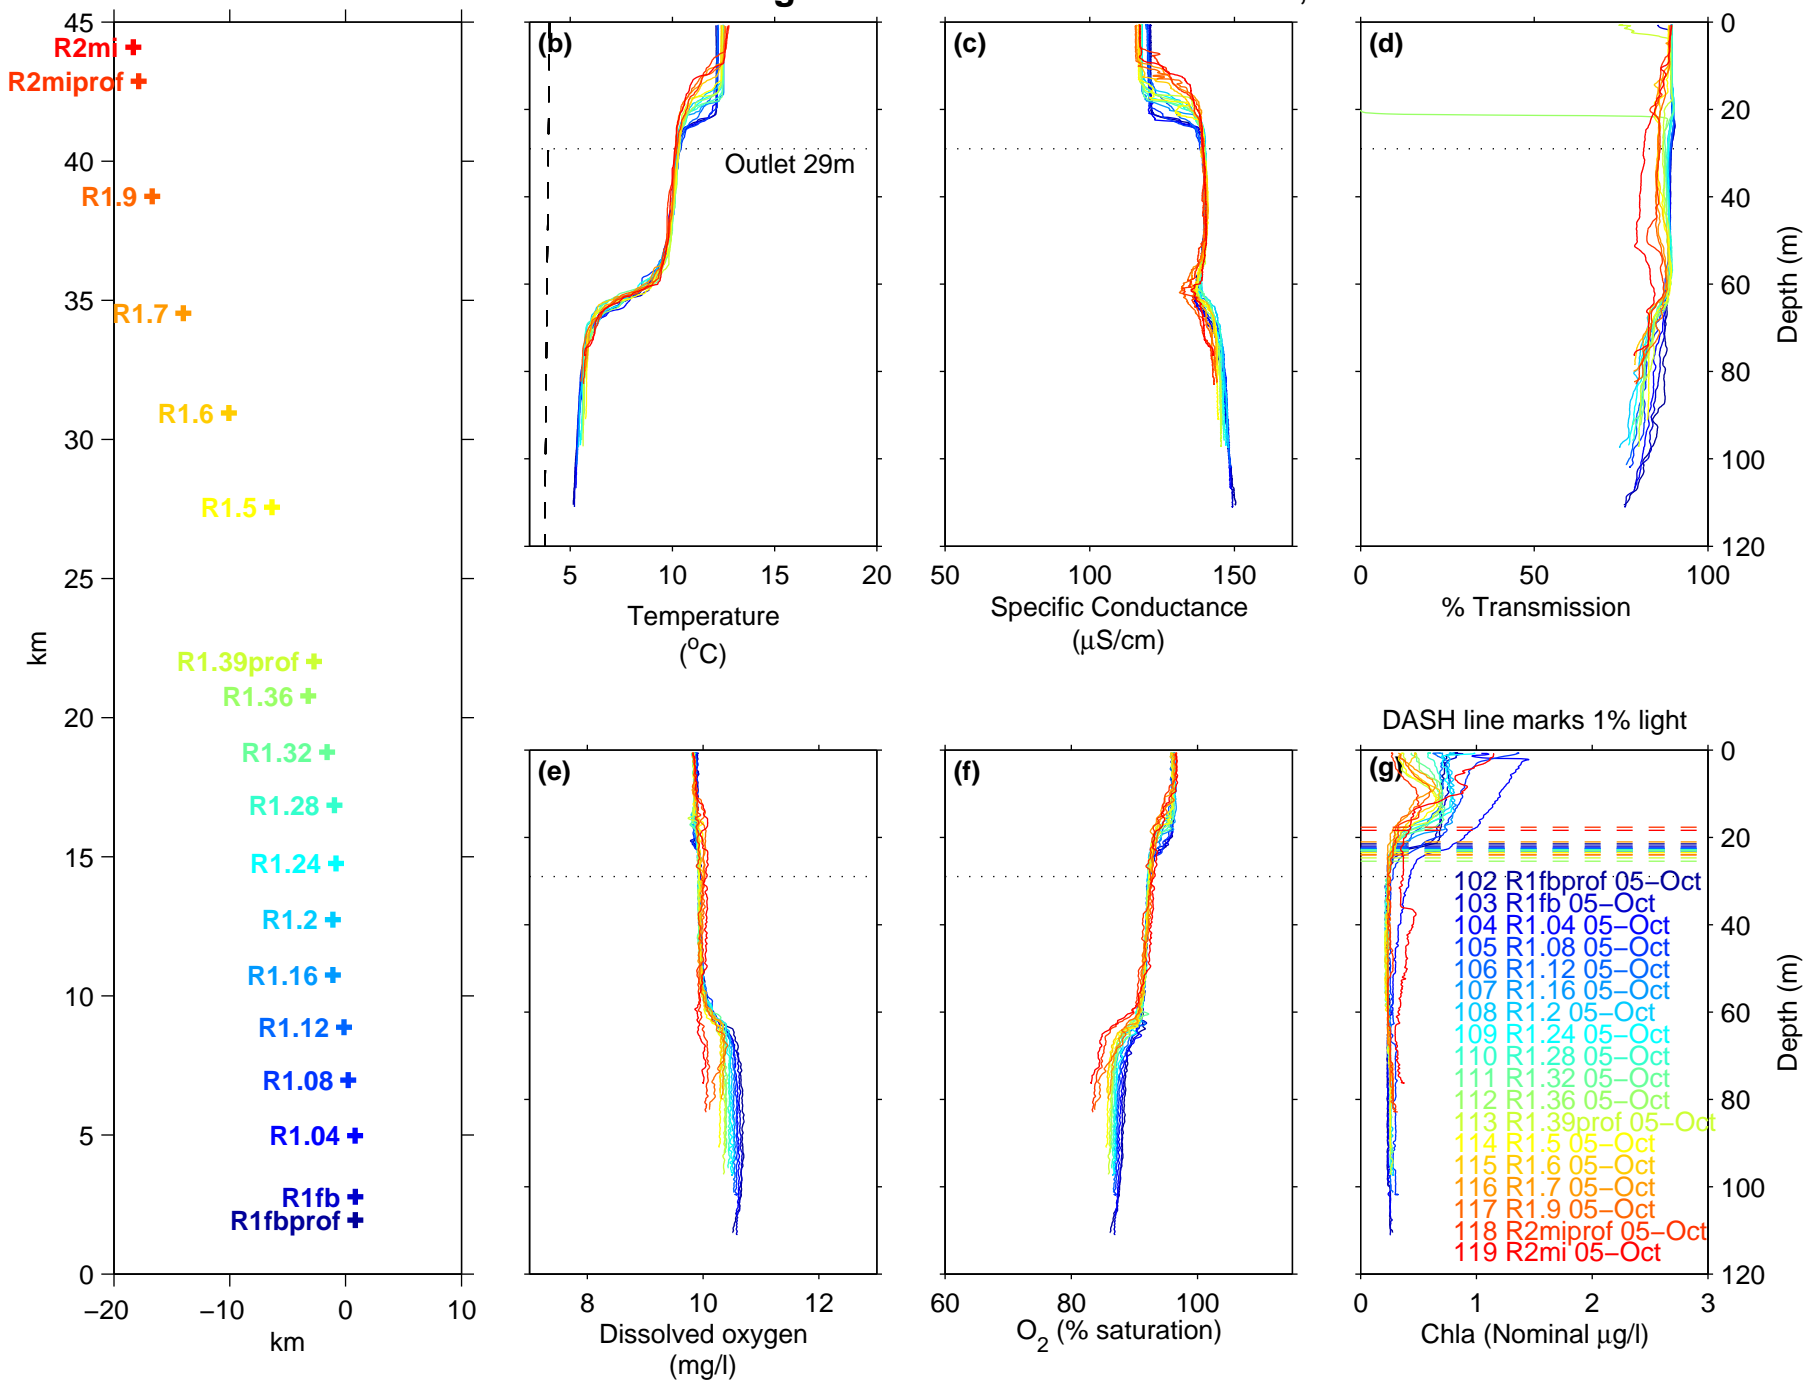 45
40
35
30
25
20
15
10
5
0
km
−20
−10
0
10
km
R2mi
R2miprof
R1.9
R1.7
R1.6
R1.5
R1.39prof
R1.36
R1.32
R1.28
R1.24
R1.2
R1.16
R1.12
R1.08
R1.04
R1fb
R1fbprof
(b)
Outlet 29m
5
10
15
20
Temperature
(°C)
(c)
50
100
150
Specific Conductance
(μS/cm)
(d)
0
50
100
% Transmission
0
20
40
60
80
100
120
Depth (m)
(e)
8
10
12
Dissolved oxygen
(mg/l)
(f)
60
80
100
O2 (% saturation)
DASH line marks 1% light
(g)
102 R1fbprof 05−Oct
103 R1fb 05−Oct
104 R1.04 05−Oct
105 R1.08 05−Oct
106 R1.12 05−Oct
107 R1.16 05−Oct
108 R1.2 05−Oct
109 R1.24 05−Oct
110 R1.28 05−Oct
111 R1.32 05−Oct
112 R1.36 05−Oct
113 R1.39prof 05−Oct
114 R1.5 05−Oct
115 R1.6 05−Oct
116 R1.7 05−Oct
117 R1.9 05−Oct
118 R2miprof 05−Oct
119 R2mi 05−Oct
0
1
2
3
Chla (Nominal μg/l)
0
20
40
60
80
100
120
Depth (m)